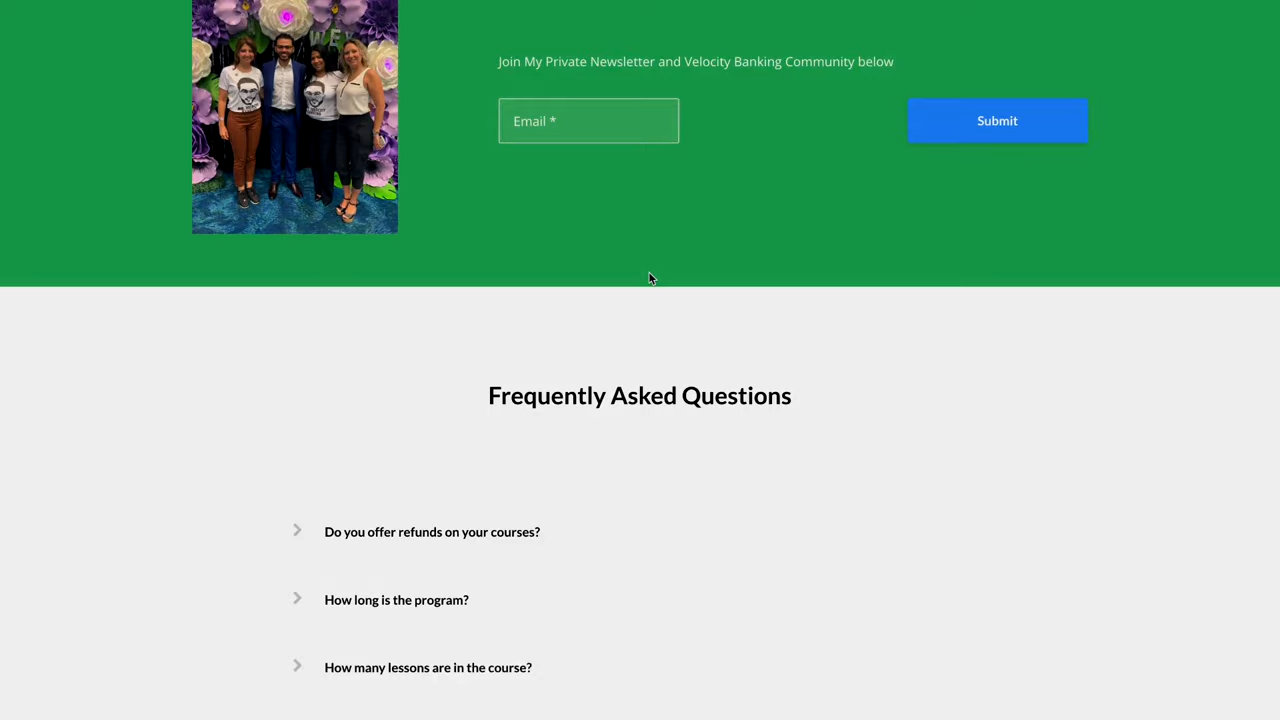 Join My Private Newsletter and Velocity Banking Community below
Email *
Submit
Frequently Asked Questions
Do you offer refunds on your courses?
How long is the program?
How many lessons are in the course?